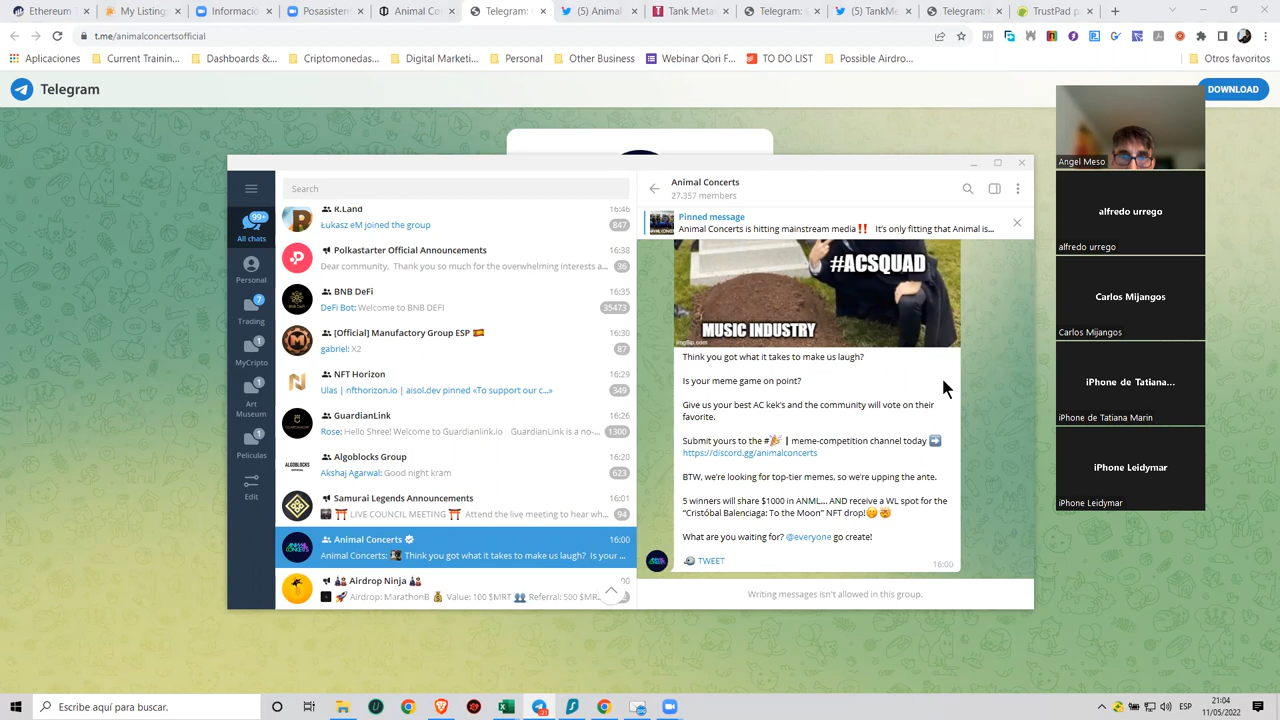 Ethereum
My Listings
Informació
Posasisten
Animal Co
Telegram:
(5) Animal
Tank Meta
Telegram:
(5) TankMe
Telegram:
TrustPad p
t.me/animalconcertsofficial
Aplicaciones
Current Trainin...
Dashboards &...
Criptomonedas...
Digital Marketi...
Personal
Other Business
Webinar Qori F...
TO DO LIST
Possible Airdro...
Otros favoritos
Telegram
DOWNLOAD
99+
All chats
Personal
7
Trading
1
MyCripto
1
Art
Museum
1
Peliculas
Edit
Search
R.Land
16:46
Łukasz eM joined the group
847
Polkastarter Official Announcements
16:38
Dear community. Thank you so much for the overwhelming interests a...
36
BNB DeFi
16:35
DeFi Bot: Welcome to BNB DEFI
35473
[Official] Manufactory Group ESP 🇪🇸
16:30
gabriel: X2
87
NFT Horizon
16:29
Ulas | nfthorizon.io | aisol.dev pinned «To support our c...»
349
GuardianLink
16:26
Rose: Hello Shree! Welcome to Guardianlink.io GuardianLink is a no-...
1300
Algoblocks Group
16:20
Akshaj Agarwal: Good night kram
623
Samurai Legends Announcements
16:01
⛩️ LIVE COUNCIL MEETING ⛩️ Attend the live meeting to hear wh...
94
Animal Concerts
16:00
Animal Concerts: Think you got what it takes to make us laugh? Is your ...
Airdrop Ninja
🚀 Airdrop: MarathonB 💰 Value: 100 $MRT 👥 Referral: 500 $MR
Animal Concerts
27,357 members
Pinned message
Animal Concerts is hitting mainstream media‼️ It's only fitting the Animal is...
#ACSQUAD
MUSIC INDUSTRY
imgflip.com
Think you got what it takes to make us laugh?
Is your meme game on point?
Give us your best AC kek's and the community will vote on their
favorite.
Submit yours to the #🎉┃meme-competition channel today ➡️
https://discord.gg/animalconcerts
BTW, we're looking for top-tier memes, so we're upping the ante.
5 winners will share $1000 in ANML... AND receive a WL spot for the
"Cristóbal Balenciaga: To the Moon" NFT drop!
What are you waiting for? @everyone go create!
TWEET
16:00
Writing messages isn't allowed in this group.
Angel Meso
alfredo urrego
alfredo urrego
Carlos Mijangos
Carlos Mijangos
iPhone de Tatiana...
iPhone de Tatiana Marin
iPhone Leidymar
iPhone Leidymar
Escribe aquí para buscar.
ESP
21:04
11/05/2022